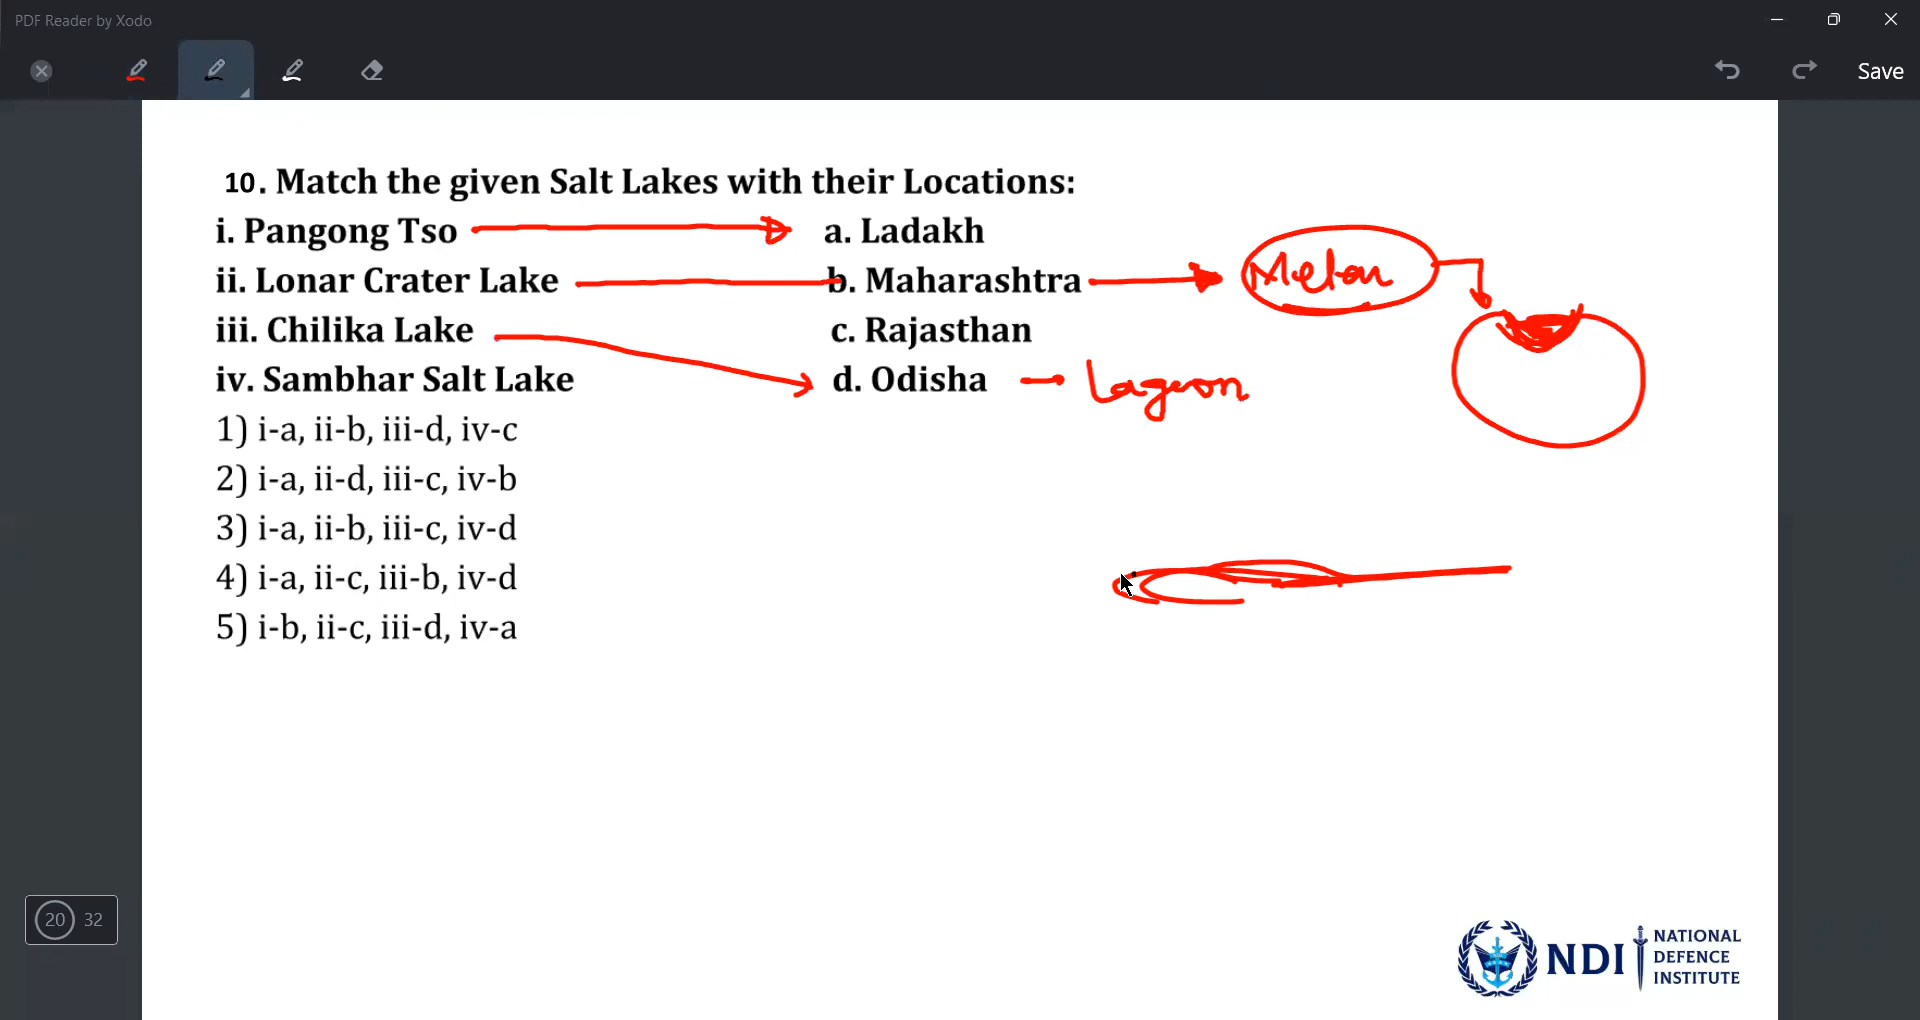 PDF Reader by Xodo
Save
10. Match the given Salt Lakes with their Locations:
i. Pangong Tso a. Ladakh
ii. Lonar Crater Lake b. Maharashtra
iii. Chilika Lake c. Rajasthan
iv. Sambhar Salt Lake d. Odisha - Lagoon
1) i-a, ii-b, iii-d, iv-c
2) i-a, ii-d, iii-c, iv-b
3) i-a, ii-b, iii-c, iv-d
4) i-a, ii-c, iii-b, iv-d
5) i-b, ii-c, iii-d, iv-a
20 32
NDI NATIONAL
DEFENCE
INSTITUTE